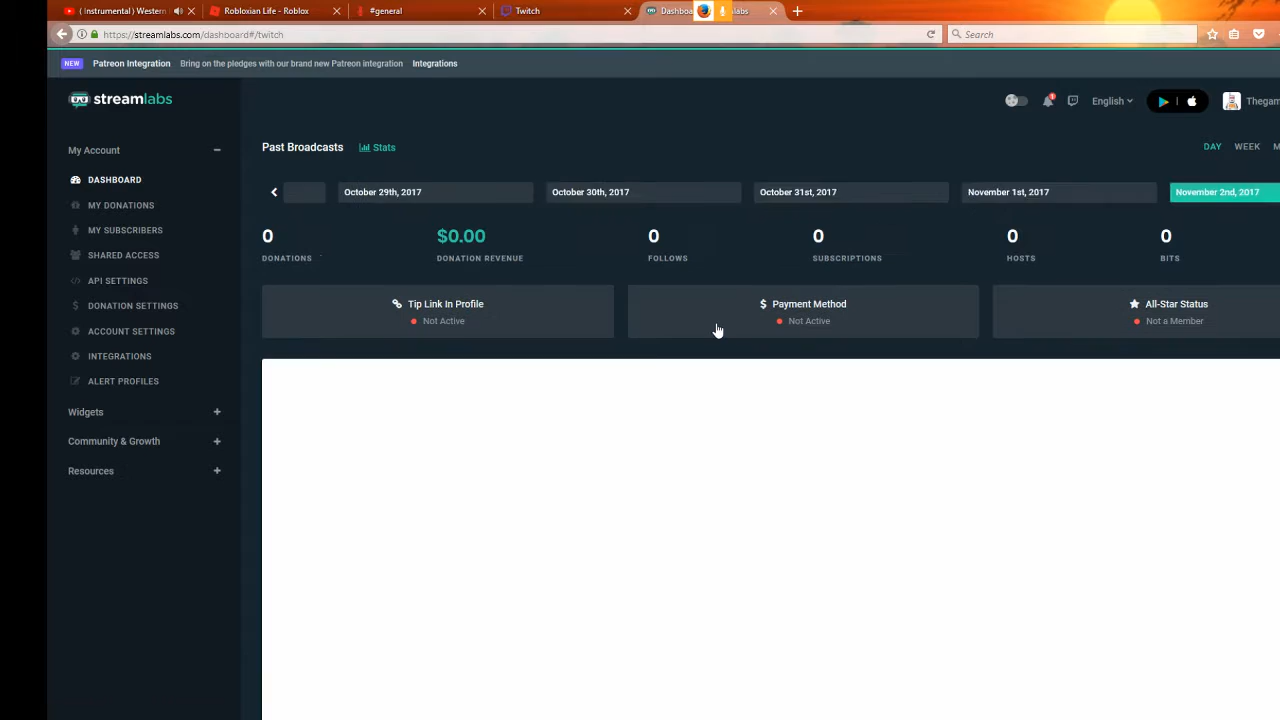 ( Instrumental ) Western
Robloxian Life - Roblox
#general
Twitch
https://streamlabs.com/dashboard#/twitch
Search
NEW Patreon Integration Bring on the pledges with our brand new Patreon integration Integrations
streamlabs
English
Thegam
My Account
DASHBOARD
MY DONATIONS
MY SUBSCRIBERS
SHARED ACCESS
API SETTINGS
DONATION SETTINGS
ACCOUNT SETTINGS
INTEGRATIONS
ALERT PROFILES
Widgets
Community & Growth
Resources
Past Broadcasts Stats
DAY WEEK M
October 29th, 2017 October 30th, 2017 October 31st, 2017 November 1st, 2017 November 2nd, 2017
0 $0.00 0 0 0 0
DONATIONS DONATION REVENUE FOLLOWS SUBSCRIPTIONS HOSTS BITS
Tip Link In Profile
Not Active
Payment Method
Not Active
All-Star Status
Not a Member